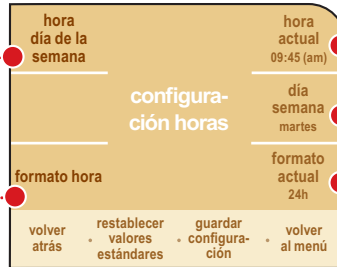 hora
día de la
semana
hora
actual
09:45 (am)
configura-
ción horas
día
semana
martes
formato hora
formato
actual
24h
volver
atrás
restablecer
valores
estándares
guardar
configura-
ción
volver
al menú